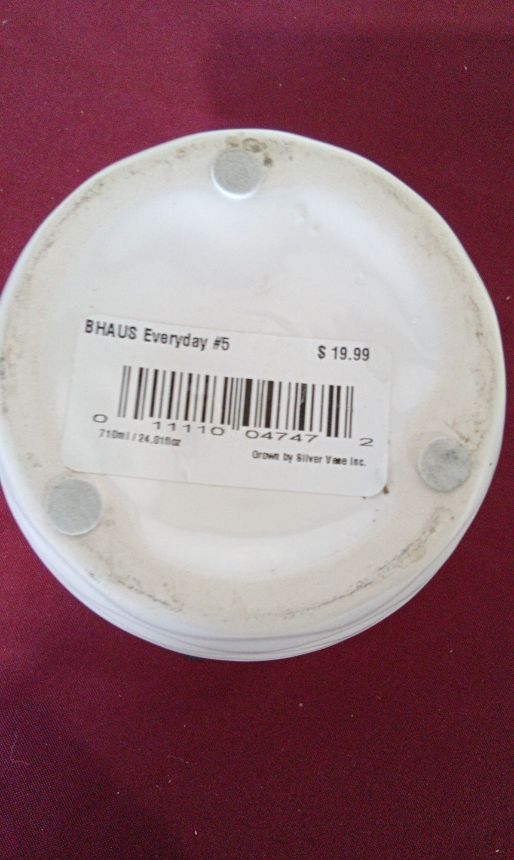 BHAUS Everyday #5
$ 19.99
0 11110 04747 2
710ml / 24.01floz
Grown by Silver Vase Inc.